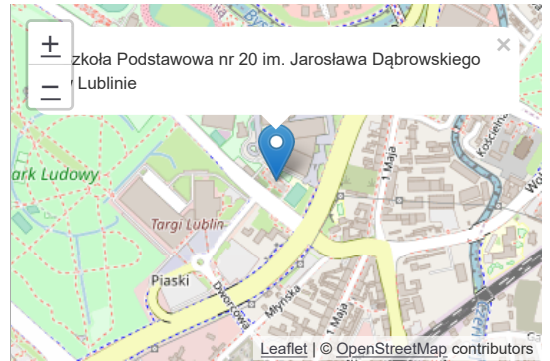 +
×
zkoła Podstawowa nr 20 im. Jarosława Dąbrowskiego
Lublinie
−
Kościelna
1 Maja
ark Ludowy
Targi Lublin
Piaski
Dworcowa
Młyńska
1 Maja
Leaflet | © OpenStreetMap contributors